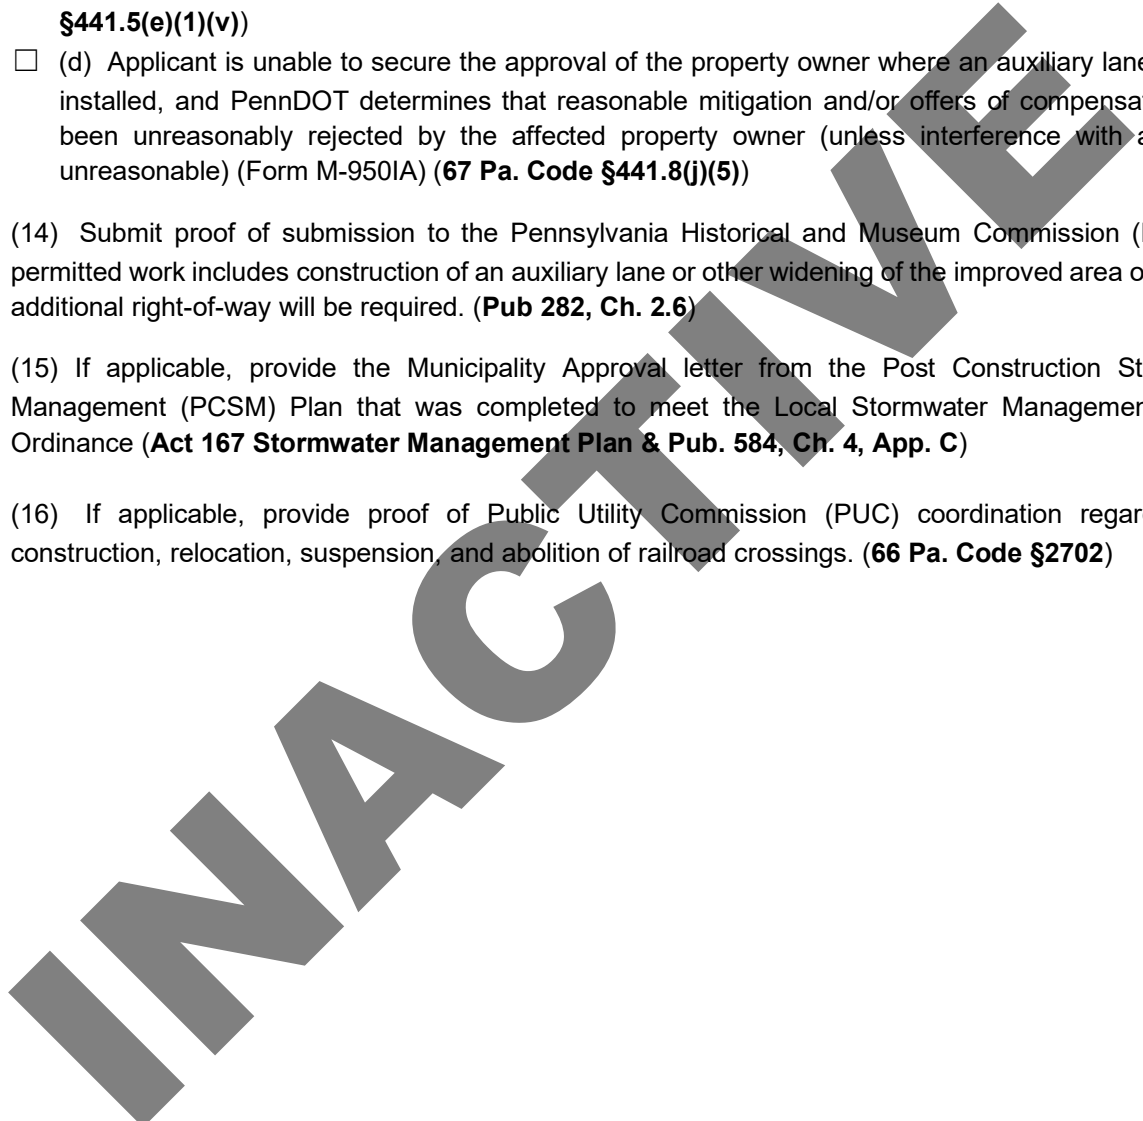 §441.5(e)(1)(v))
☐ (d) Applicant is unable to secure the approval of the property owner where an auxiliary lane
installed, and PennDOT determines that reasonable mitigation and/or offers of compensa
been unreasonably rejected by the affected property owner (unless interference with a
unreasonable) (Form M-950IA) (67 Pa. Code §441.8(j)(5))
(14) Submit proof of submission to the Pennsylvania Historical and Museum Commission (
permitted work includes construction of an auxiliary lane or other widening of the improved area o
additional right-of-way will be required. (Pub 282, Ch. 2.6)
(15) If applicable, provide the Municipality Approval letter from the Post Construction St
Management (PCSM) Plan that was completed to meet the Local Stormwater Managemen
Ordinance (Act 167 Stormwater Management Plan & Pub. 584, Ch. 4, App. C)
(16) If applicable, provide proof of Public Utility Commission (PUC) coordination regar
construction, relocation, suspension, and abolition of railroad crossings. (66 Pa. Code §2702)
INACTIVE